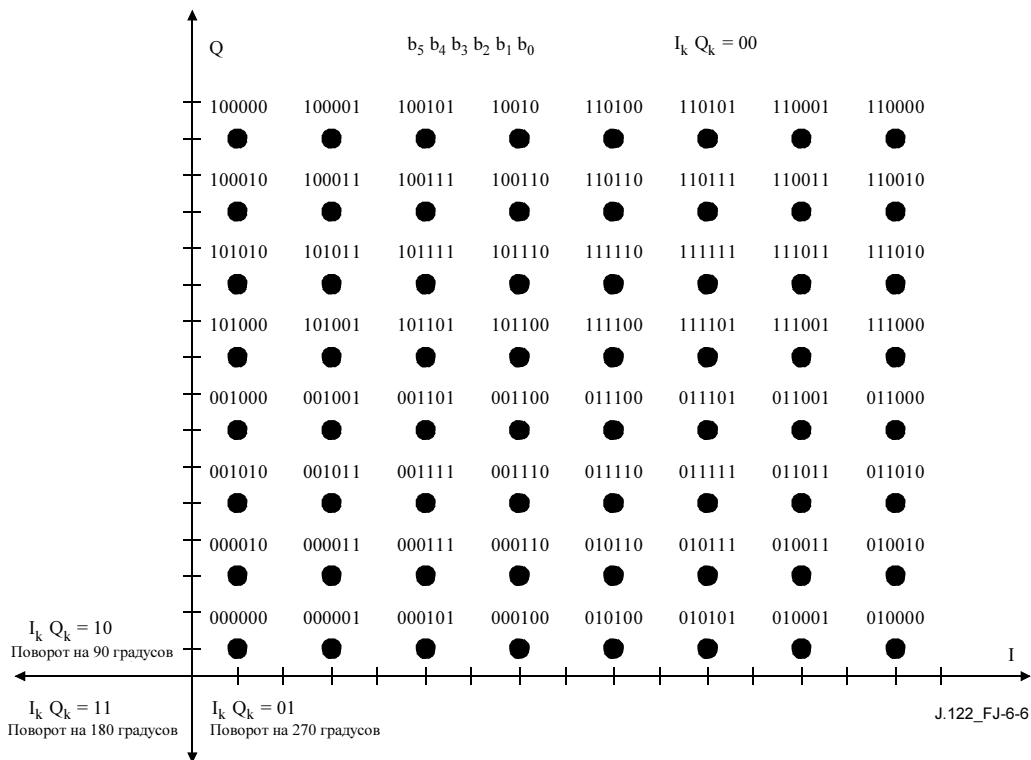 Q b₅ b₄ b₃ b₂ b₁ b₀ Iₖ Qₖ = 00
100000 100001 100101 10010 110100 110101 110001 110000
100010 100011 100111 100110 110110 110111 110011 110010
101010 101011 101111 101110 111110 111111 111011 111010
101000 101001 101101 101100 111100 111101 111001 111000
001000 001001 001101 001100 011100 011101 011001 011000
001010 001011 001111 001110 011110 011111 011011 011010
000010 000011 000111 000110 010110 010111 010011 010010
000000 000001 000101 000100 010100 010101 010001 010000
Iₖ Qₖ = 10
Поворот на 90 градусов
I
Iₖ Qₖ = 11
Поворот на 180 градусов
Iₖ Qₖ = 01
Поворот на 270 градусов
J.122_FJ-6-6